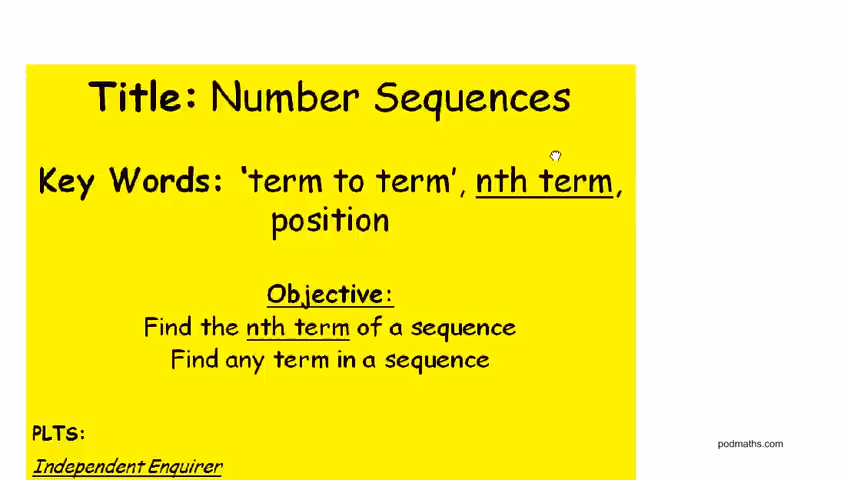 Title: Number Sequences
Key Words: ‘term to term’, nth term,
position
Objective:
Find the nth term of a sequence
Find any term in a sequence
PLTs:
podmaths.com
Independent Enquirer